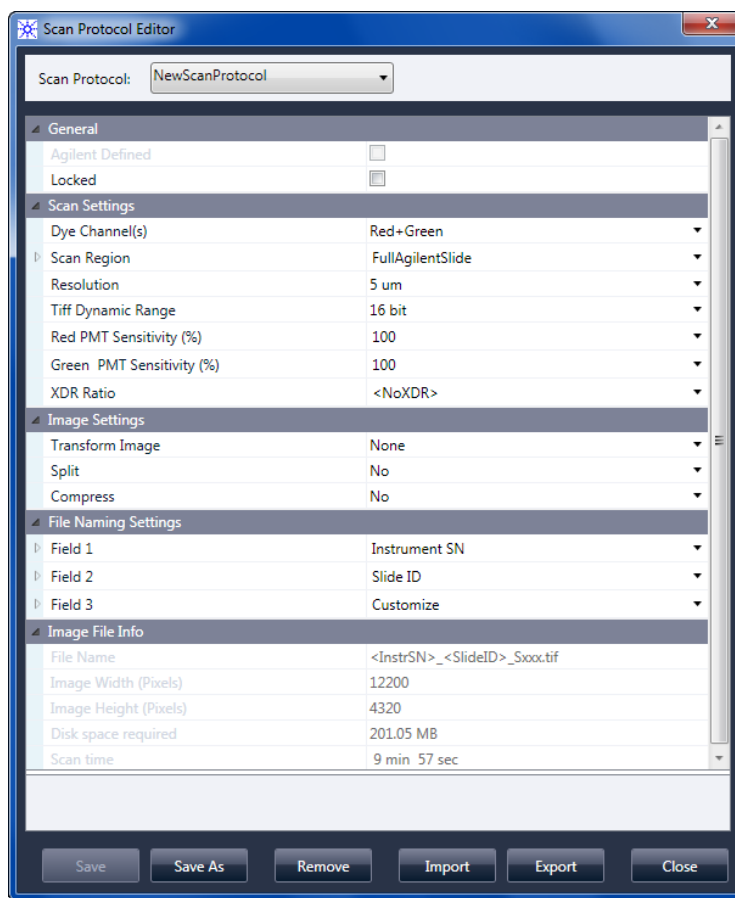 Scan Protocol Editor
Scan Protocol: NewScanProtocol
General
Agilent Defined
Locked
Scan Settings
Dye Channel(s) Red+Green
Scan Region FullAgilentSlide
Resolution 5 um
Tiff Dynamic Range 16 bit
Red PMT Sensitivity (%) 100
Green PMT Sensitivity (%) 100
XDR Ratio <NoXDR>
Image Settings
Transform Image None
Split No
Compress No
File Naming Settings
Field 1 Instrument SN
Field 2 Slide ID
Field 3 Customize
Image File Info
File Name <InstrSN>_<SlideID>_Sxxx.tif
Image Width (Pixels) 12200
Image Height (Pixels) 4320
Disk space required 201.05 MB
Scan time 9 min 57 sec
Save Save As Remove Import Export Close